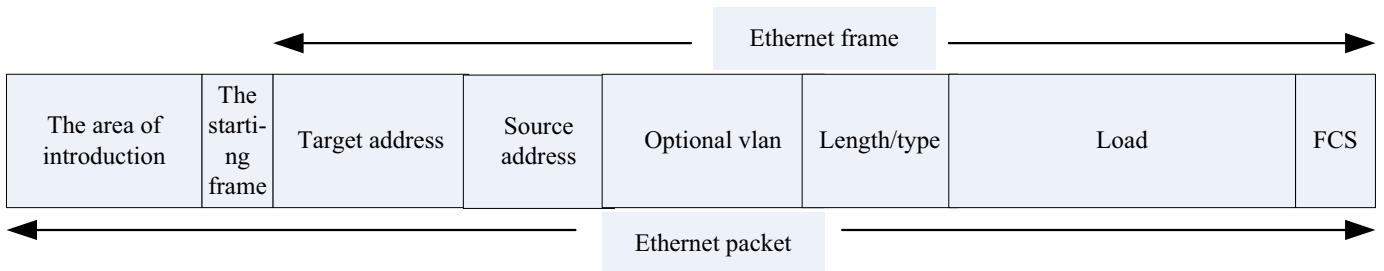 Ethernet frame
The area of
introduction
The
starti-
ng
frame
Target address
Source
address
Optional vlan
Length/type
Load
FCS
Ethernet packet